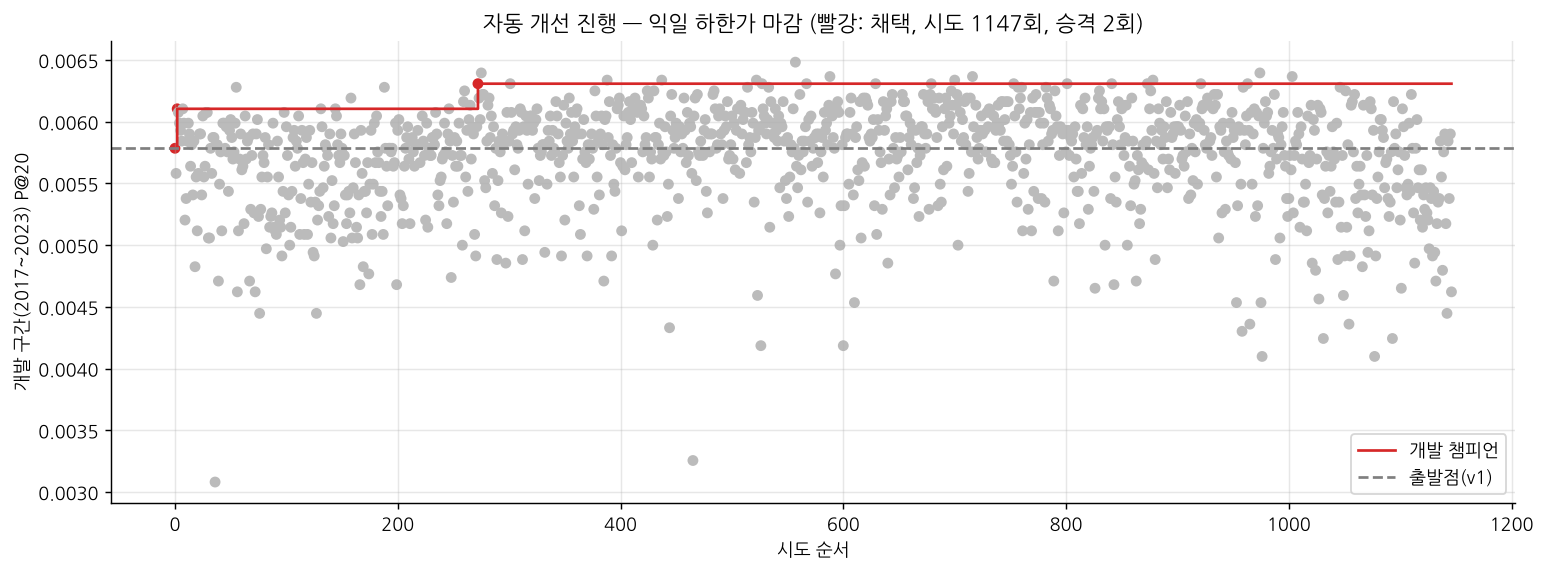 자동 개선 진행 — 익일 하한가 마감 (빨강: 채택, 시도 1147회, 승격 2회)
개발 구간(2017~2023) P@20
0.0065
0.0060
0.0055
0.0050
0.0045
0.0040
0.0035
0.0030
개발 챔피언
출발점(v1)
0 200 400 600 800 1000 1200
시도 순서